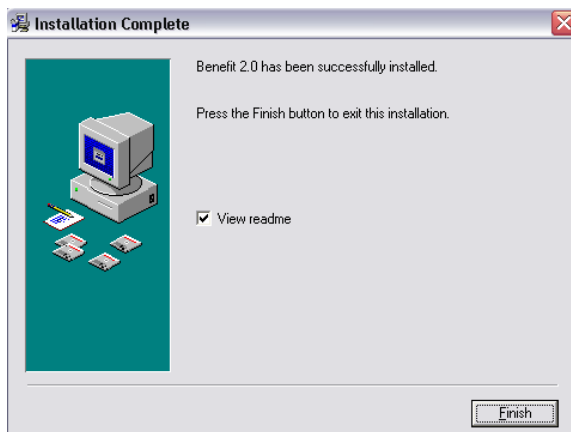 Installation Complete
Benefit 2.0 has been successfully installed.
Press the Finish button to exit this installation.
View readme
Finish